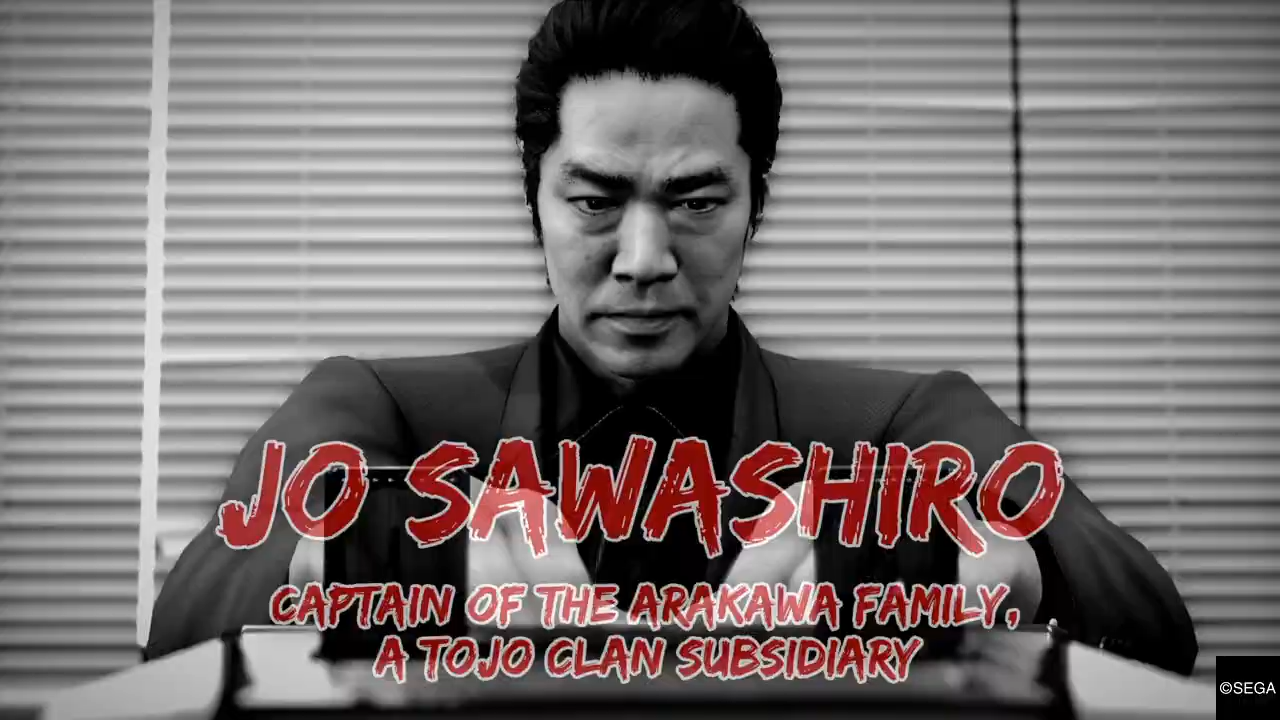 JO SAWASHIRO
CAPTAIN OF THE ARAKAWA FAMILY,
A TOJO CLAN SUBSIDIARY
©SEGA